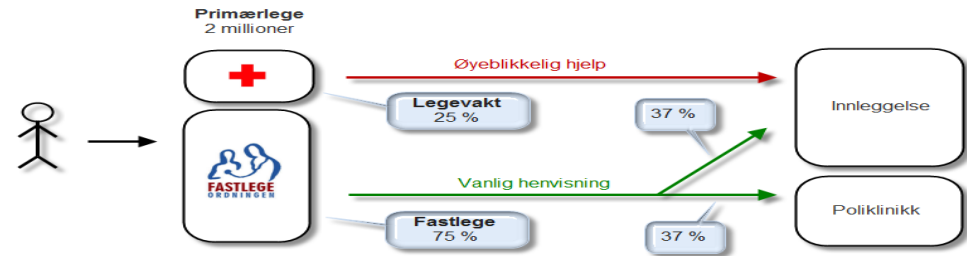 Primærlege
2 millioner
Øyeblikkelig hjelp
Legevakt
25 %
37 %
Innleggelse
FASTLEGE
ORDNINGEN
Vanlig henvisning
Fastlege
75 %
37 %
Poliklinikk